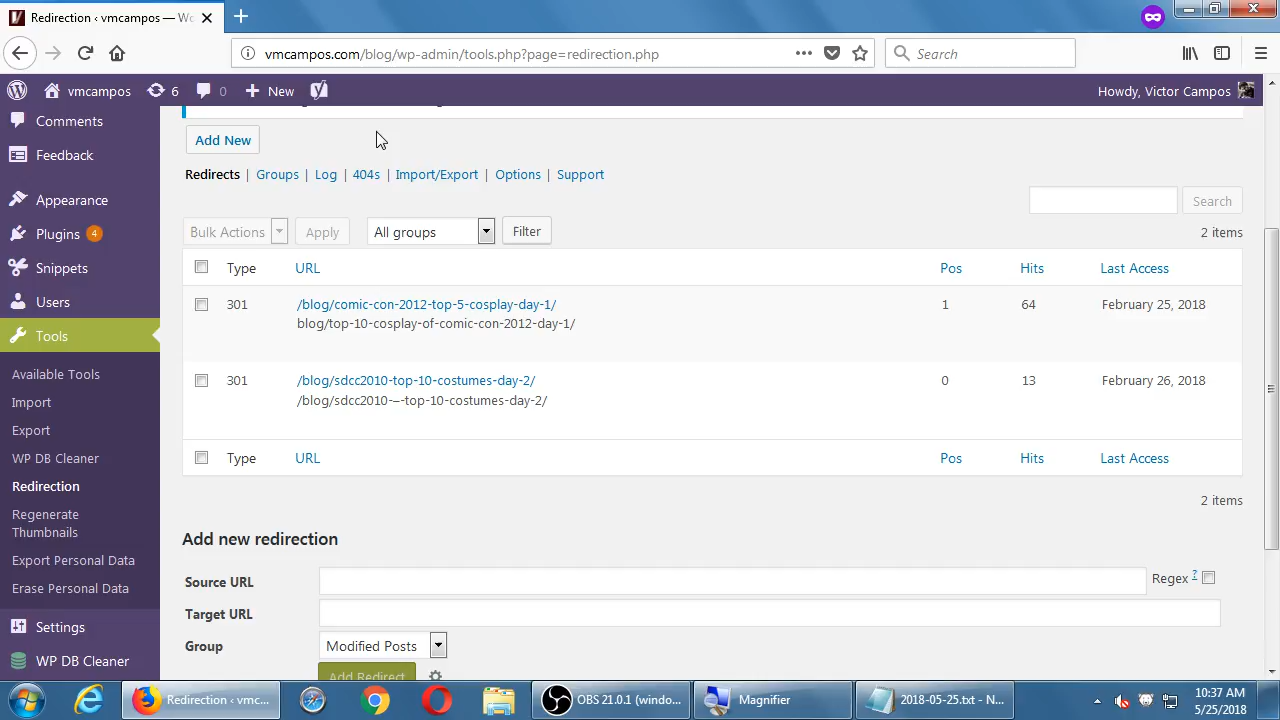 Redirection ‹ vmcampos — Wo
vmcampos.com/blog/wp-admin/tools.php?page=redirection.php
Search
vmcampos
6
0
New
Howdy, Victor Campos
Comments
Feedback
Appearance
Plugins 4
Snippets
Users
Tools
Available Tools
Import
Export
WP DB Cleaner
Redirection
Regenerate
Thumbnails
Export Personal Data
Erase Personal Data
Settings
WP DB Cleaner
Add New
Redirects | Groups | Log | 404s | Import/Export | Options | Support
Search
Bulk Actions Apply All groups Filter
2 items
Type URL Pos Hits Last Access
301 /blog/comic-con-2012-top-5-cosplay-day-1/ 1 64 February 25, 2018
blog/top-10-cosplay-of-comic-con-2012-day-1/
301 /blog/sdcc2010-top-10-costumes-day-2/ 0 13 February 26, 2018
/blog/sdcc2010-–-top-10-costumes-day-2/
Type URL Pos Hits Last Access
2 items
Add new redirection
Source URL Regex ?
Target URL
Group Modified Posts
Add Redirect
Redirection ‹ vmc...
OBS 21.0.1 (windo...
Magnifier
2018-05-25.txt - N...
10:37 AM
5/25/2018